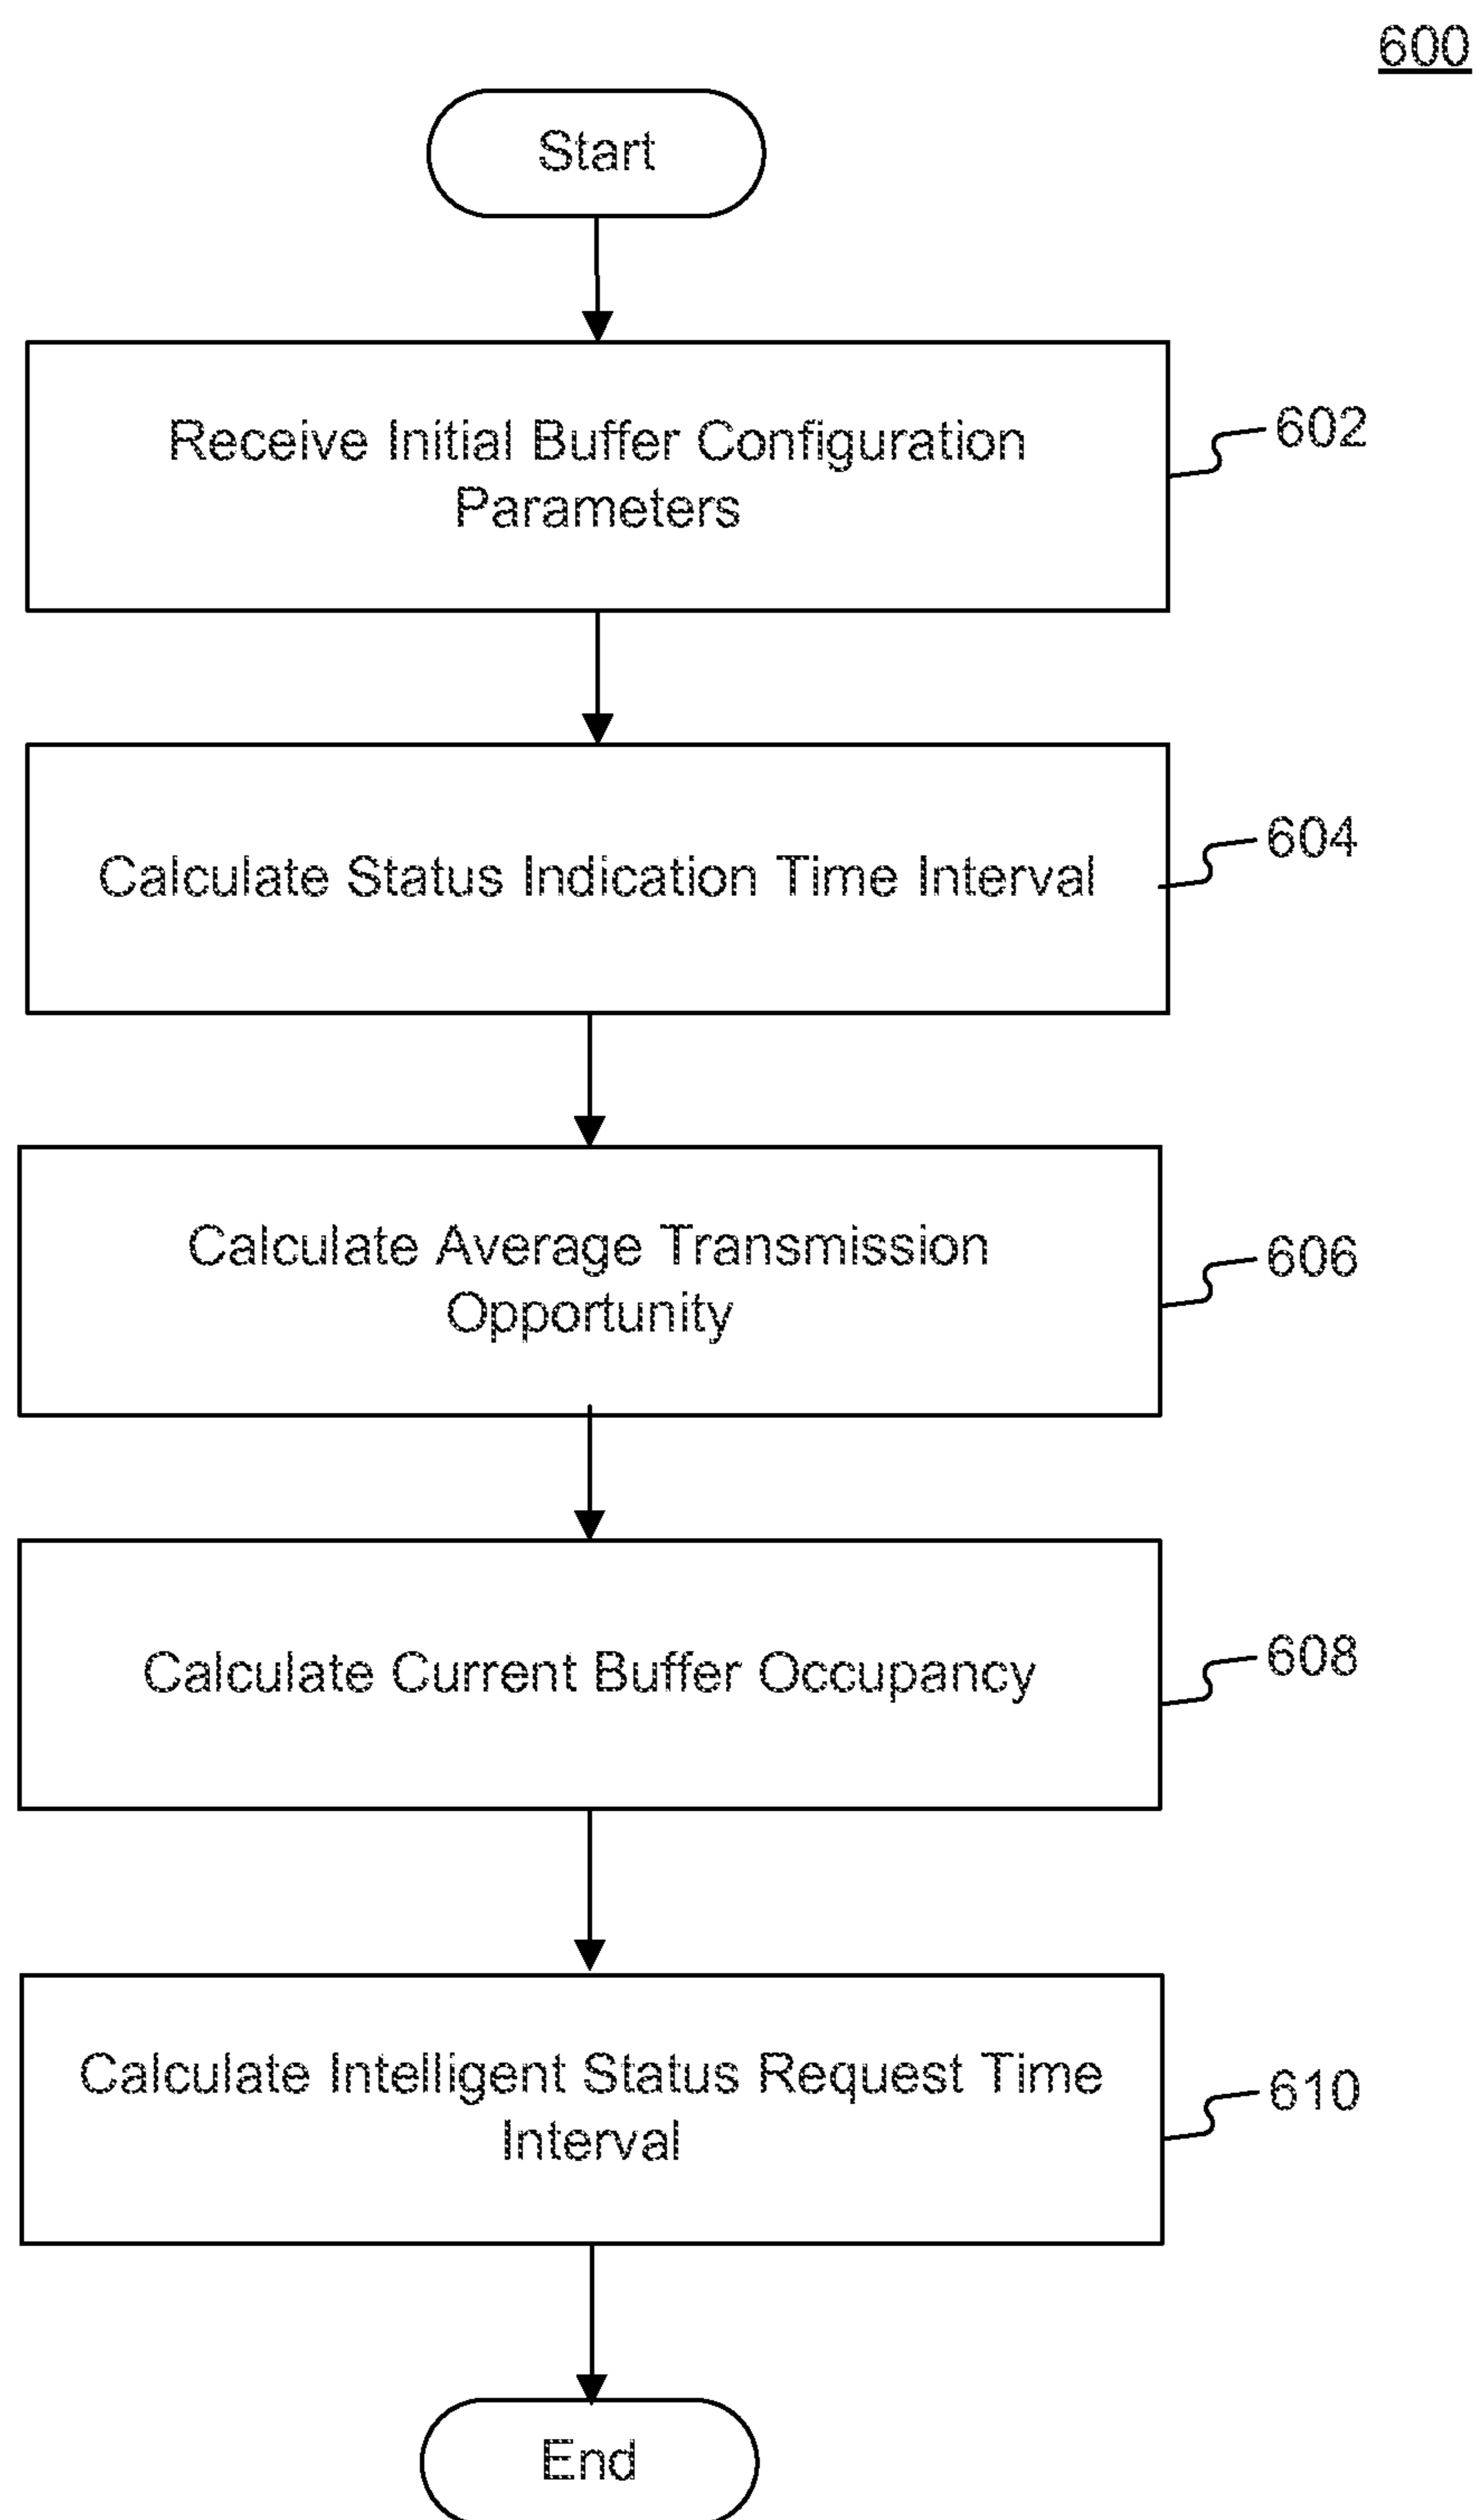 600
Start
Receive Initial Buffer Configuration
Parameters
602
Calculate Status Indication Time Interval
604
Calculate Average Transmission
Opportunity
606
Calculate Current Buffer Occupancy
608
Calculate Intelligent Status Request Time
Interval
610
End